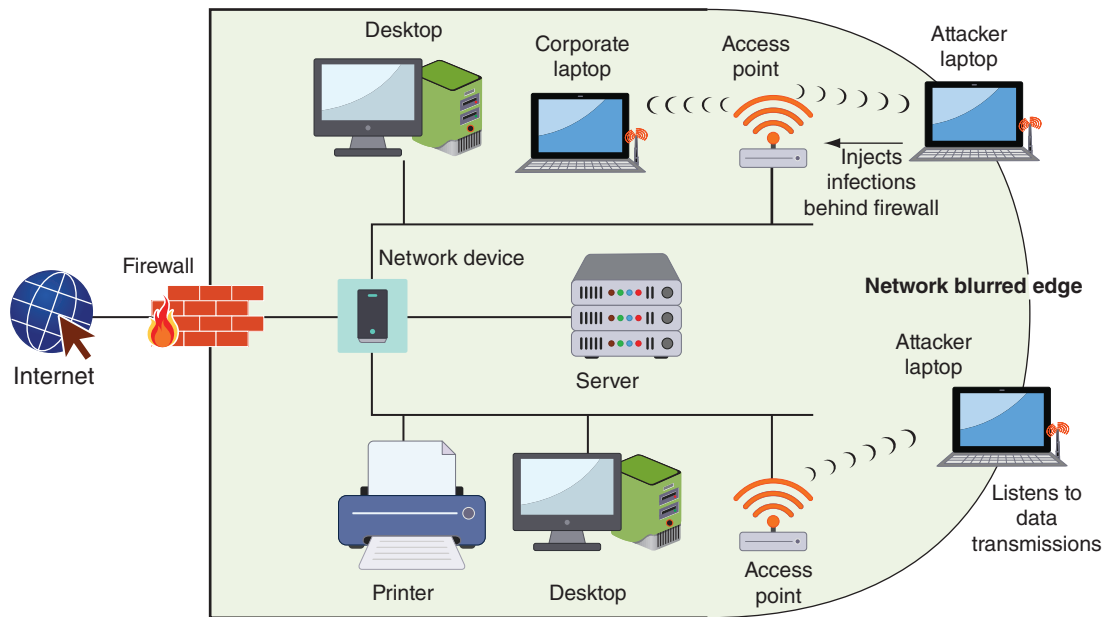 Desktop
Corporate
laptop
Access
point
Attacker
laptop
Injects
infections
behind firewall
Firewall
Network device
Network blurred edge
Internet
Server
Attacker
laptop
Listens to
data
transmissions
Printer
Desktop
Access
point